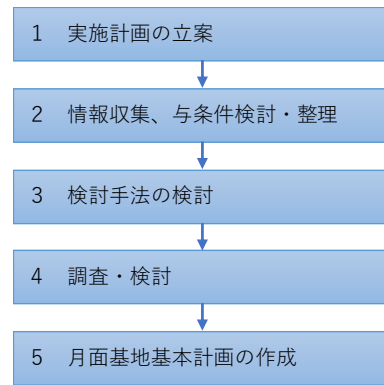 1 実施計画の立案
2 情報収集、与条件検討・整理
3 検討手法の検討
4 調査・検討
5 月面基地基本計画の作成